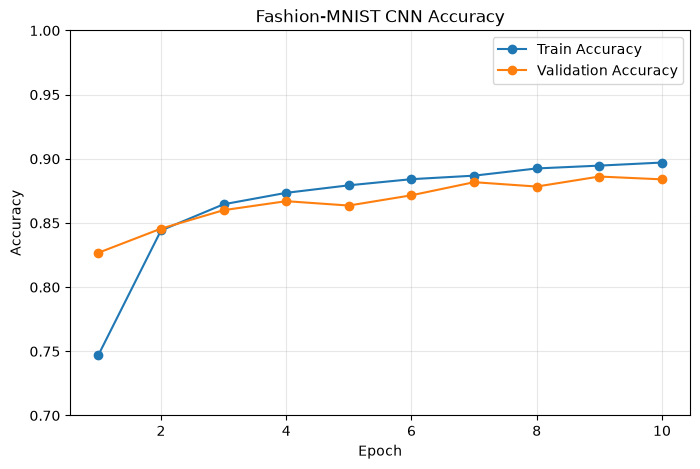 Fashion-MNIST CNN Accuracy
1.00
0.95
0.90
0.85
0.80
0.75
0.70
Accuracy
Train Accuracy
Validation Accuracy
2 4 6 8 10
Epoch